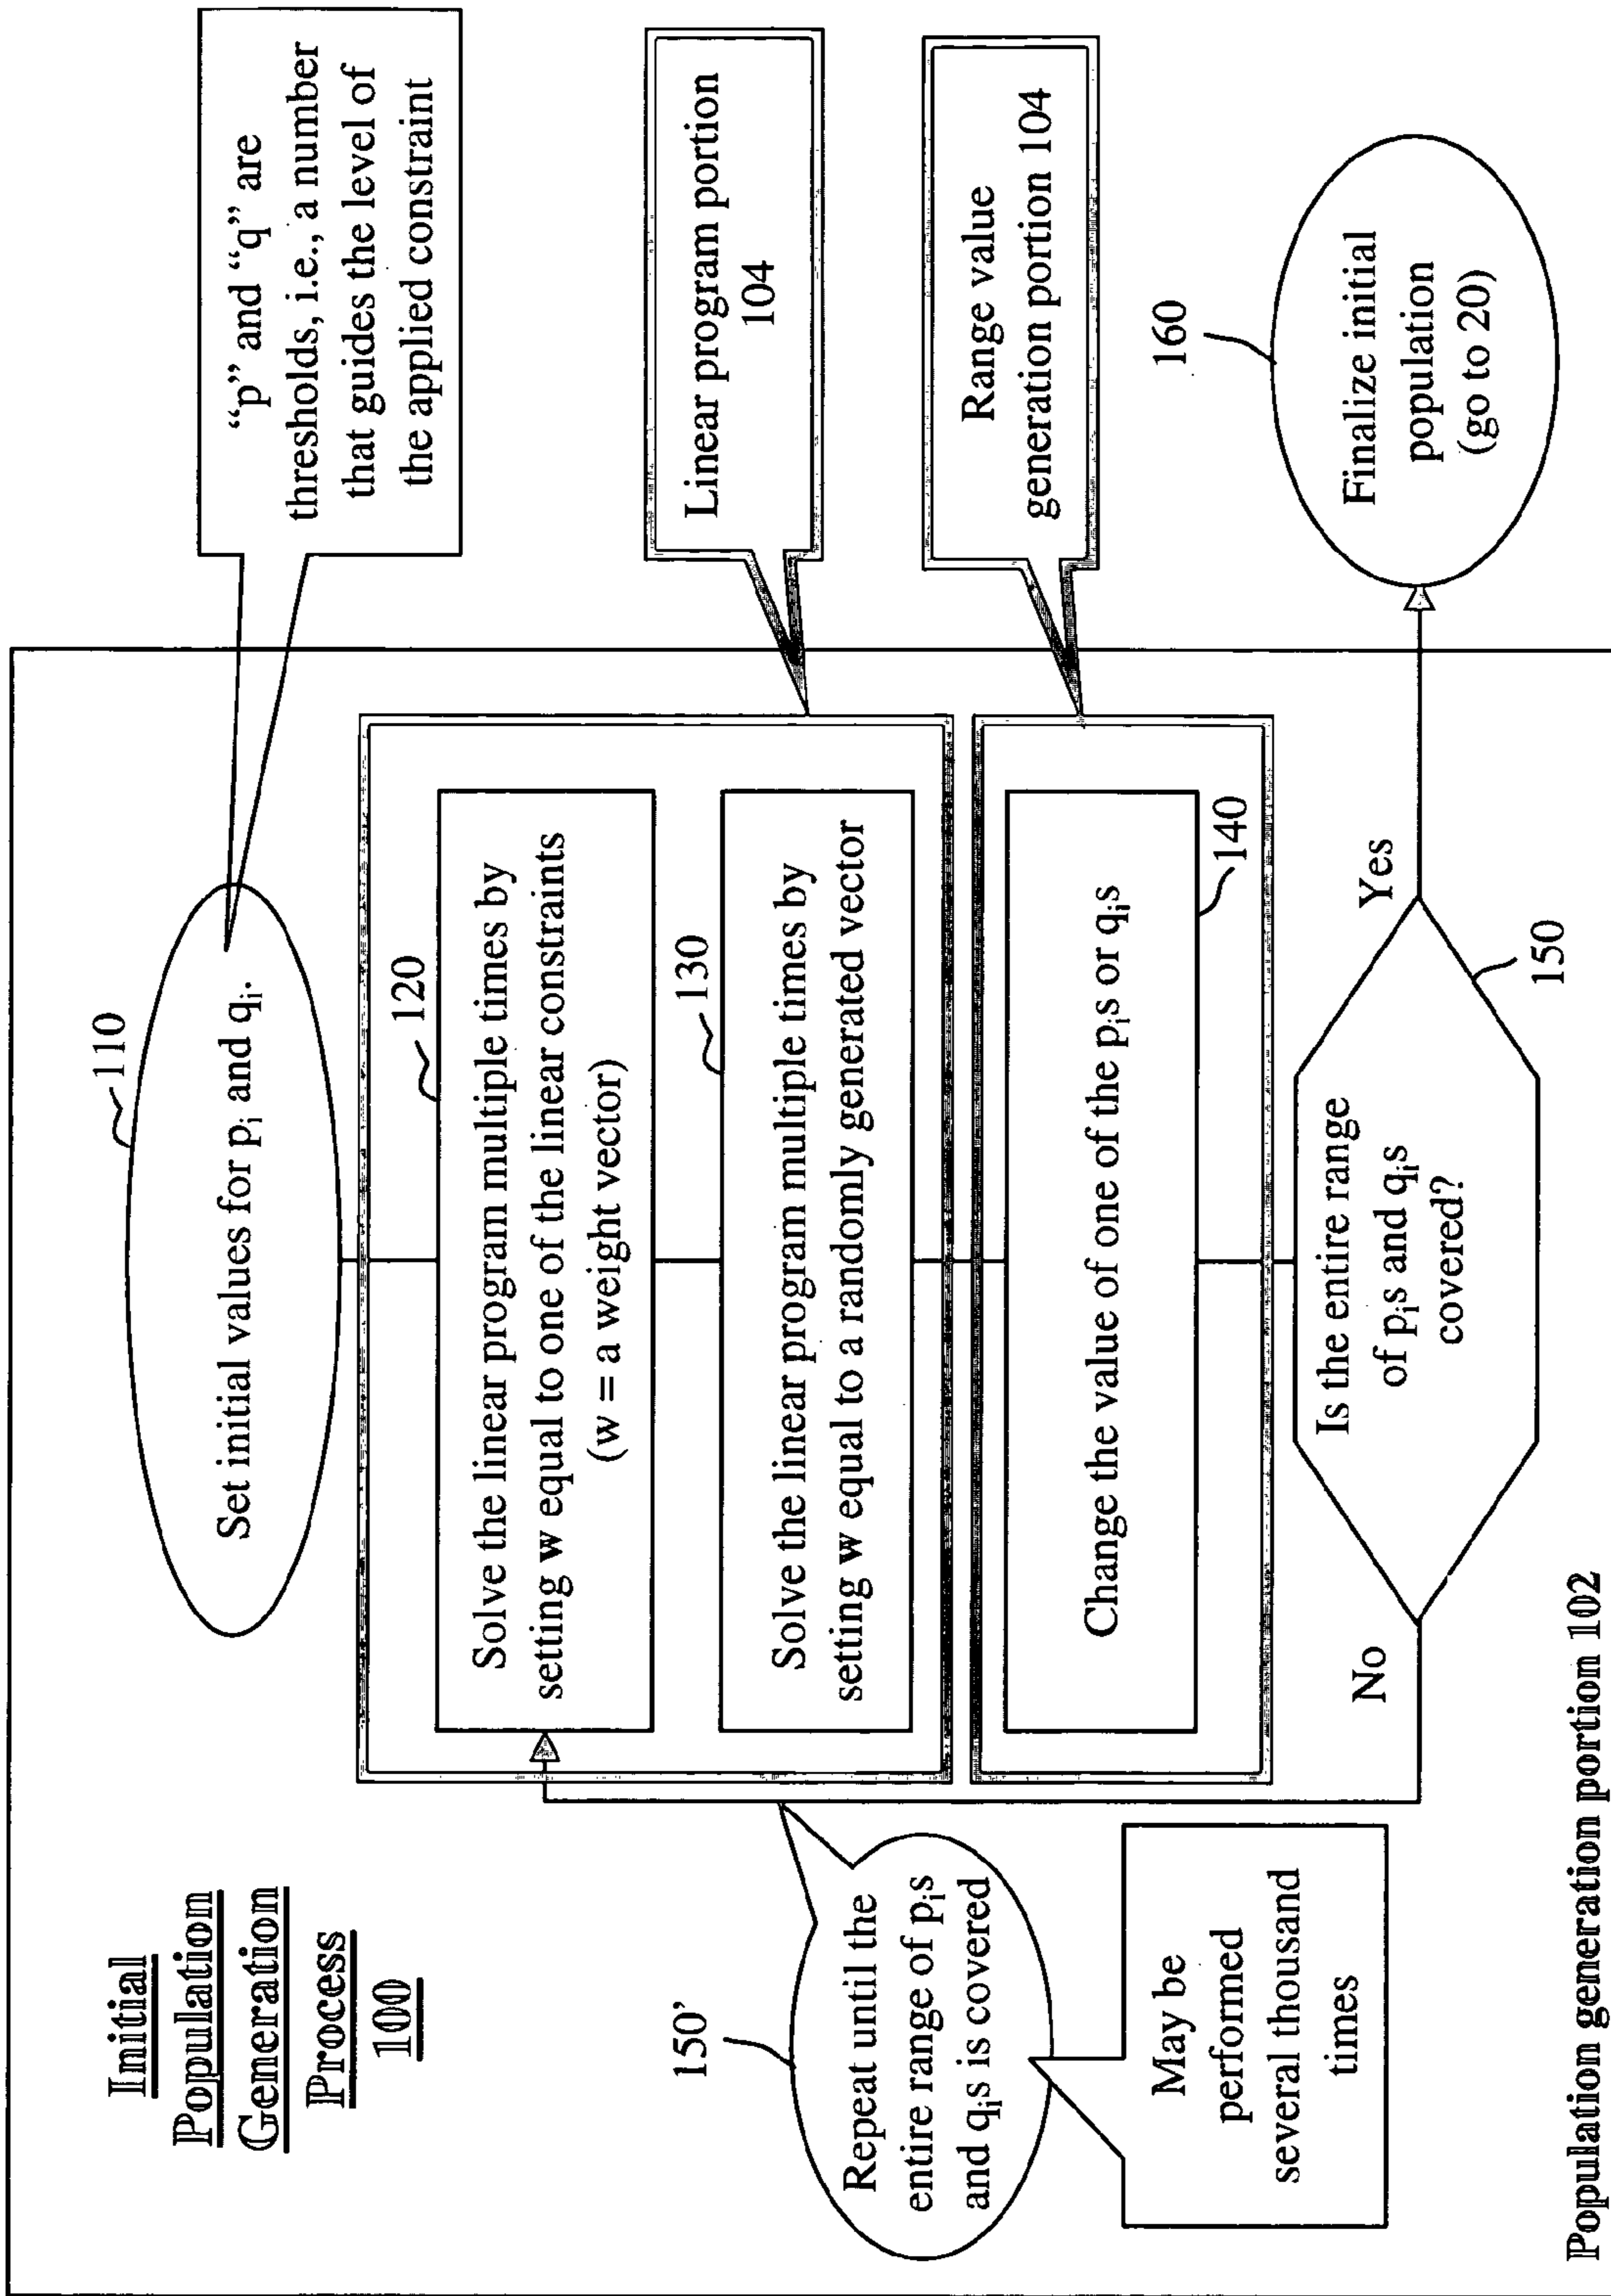 Initial
Population
Generation
Process
100
110
Set initial values for pᵢ and qᵢ.
“p” and “q” are
thresholds, i.e., a number
that guides the level of
the applied constraint
120
Solve the linear program multiple times by
setting w equal to one of the linear constraints
(w = a weight vector)
130
Solve the linear program multiple times by
setting w equal to a randomly generated vector
Linear program portion
104
Change the value of one of the pᵢs or qᵢs
140
Range value
generation portion 104
150’
Repeat until the
entire range of pᵢs
and qᵢs is covered
May be
performed
several thousand
times
No
Is the entire range
of pᵢs and qᵢs
covered?
Yes
150
160
Finalize initial
population
(go to 20)
Population generation portion 102